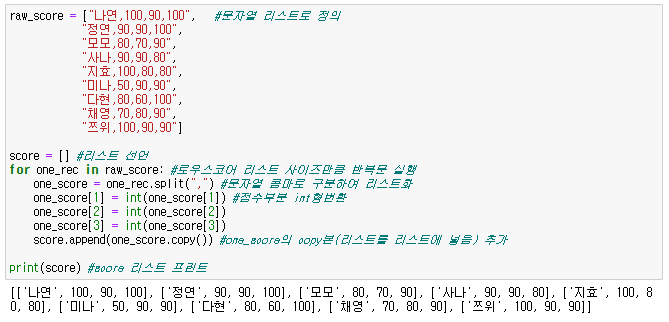 raw_score = ["나연,100,90,100",   #문자열 리스트로 정의
"정연,90,90,100",
"모모,80,70,90",
"사나,90,90,80",
"지효,100,80,80",
"미나,50,90,90",
"다현,80,60,100",
"채영,70,80,90",
"쯔위,100,90,90"]
score = [] #리스트 선언
for one_rec in raw_score: #로우스코어 리스트 사이즈만큼 반복문 실행
one_score = one_rec.split(",") #문자열 콤마로 구분하여 리스트화
one_score[1] = int(one_score[1]) #점수부분 int형변환
one_score[2] = int(one_score[2])
one_score[3] = int(one_score[3])
score.append(one_score.copy()) #one_score의 copy본(리스트를 리스트에 넣음) 추가
print(score) #score 리스트 프린트
[['나연', 100, 90, 100], ['정연', 90, 90, 100], ['모모', 80, 70, 90], ['사나', 90, 90, 80], ['지효', 100, 8
0, 80], ['미나', 50, 90, 90], ['다현', 80, 60, 100], ['채영', 70, 80, 90], ['쯔위', 100, 90, 90]]